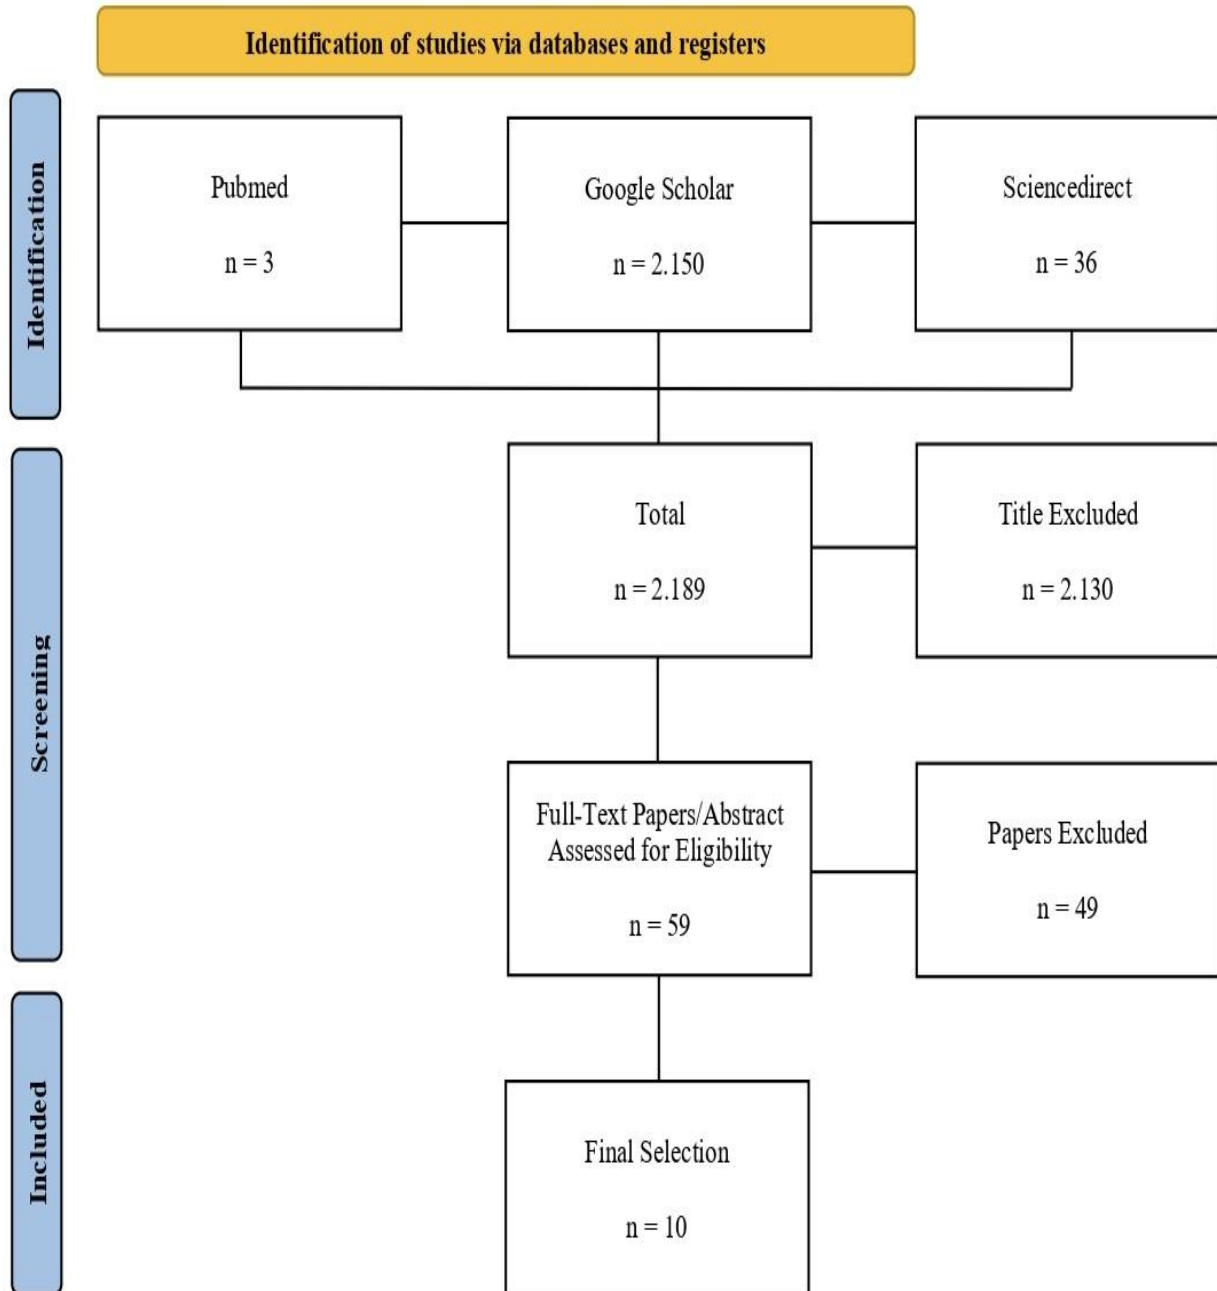 Identification of studies via databases and registers
Identification
Pubmed
n = 3
Google Scholar
n = 2.150
Sciencedirect
n = 36
Screening
Total
n = 2.189
Title Excluded
n = 2.130
Full-Text Papers/Abstract
Assessed for Eligibility
n = 59
Papers Excluded
n = 49
Included
Final Selection
n = 10